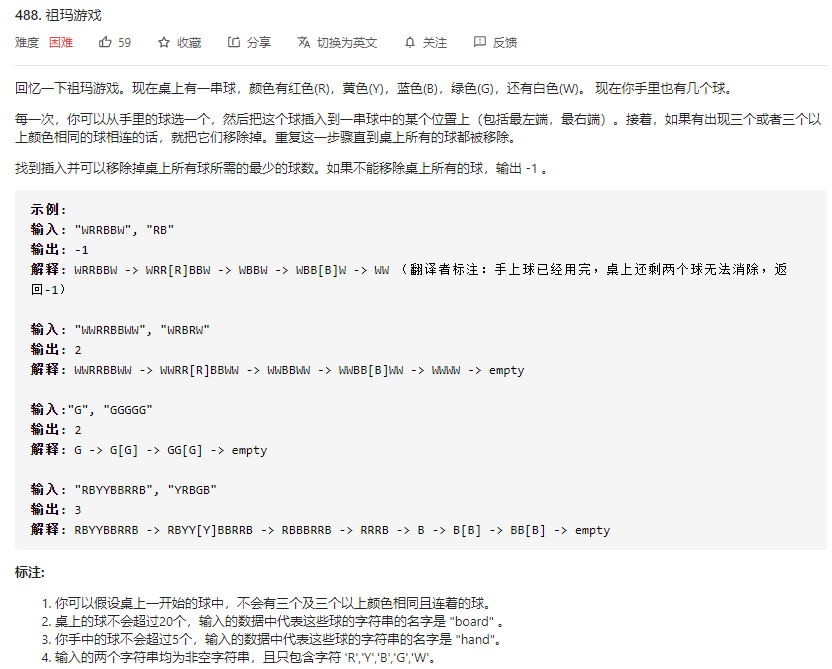 488. 祖玛游戏
难度 困难 59 收藏 分享 切换为英文 关注 反馈
回忆一下祖玛游戏。现在桌上有一串球，颜色有红色(R)，黄色(Y)，蓝色(B)，绿色(G)，还有白色(W)。 现在你手里也有几个球。
每一次，你可以从手里的球选一个，然后把这个球插入到一串球中的某个位置上（包括最左端，最右端）。接着，如果有出现三个或者三个以
上颜色相同的球相连的话，就把它们移除掉。重复这一步骤直到桌上所有的球都被移除。
找到插入并可以移除掉桌上所有球所需的最少的球数。如果不能移除桌上所有的球，输出 -1 。
示例：
输入: "WRRBBW", "RB"
输出: -1
解释: WRRBBW -> WRR[R]BBW -> WBBW -> WBB[B]W -> WW （翻译者标注：手上球已经用完，桌上还剩两个球无法消除，返
回-1）
输入: "WWRRBBWW", "WRBRW"
输出: 2
解释: WWRRBBWW -> WWRR[R]BBWW -> WWBBWW -> WWBB[B]WW -> WWWW -> empty
输入:"G", "GGGGG"
输出: 2
解释: G -> G[G] -> GG[G] -> empty
输入: "RBYYBBRRB", "YRBGB"
输出: 3
解释: RBYYBBRRB -> RBYY[Y]BBRRB -> RBBBRRB -> RRRB -> B -> B[B] -> BB[B] -> empty
标注:
1. 你可以假设桌上一开始的球中，不会有三个及三个以上颜色相同且连着的球。
2. 桌上的球不会超过20个，输入的数据中代表这些球的字符串的名字是 "board" 。
3. 你手中的球不会超过5个，输入的数据中代表这些球的字符串的名字是 "hand"。
4. 输入的两个字符串均为非空字符串，且只包含字符 'R','Y','B','G','W'。